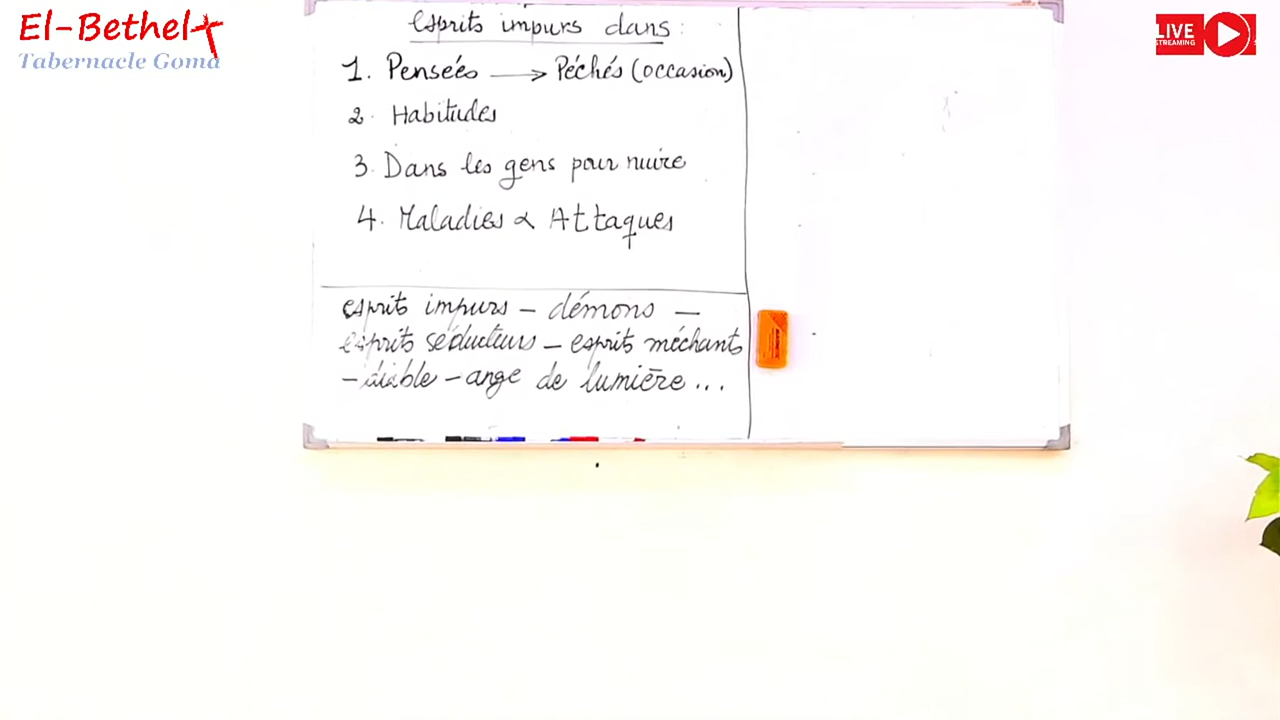 El-Bethel
Tabernacle Goma
LIVE
STREAMING
esprits impurs dans :
1. Pensées → Péchés (occasion)
2. Habitudes
3. Dans les gens pour nuire
4. Maladies & Attaques
esprits impurs – démons –
esprits séducteurs – esprits méchants
– diable – ange de lumière...